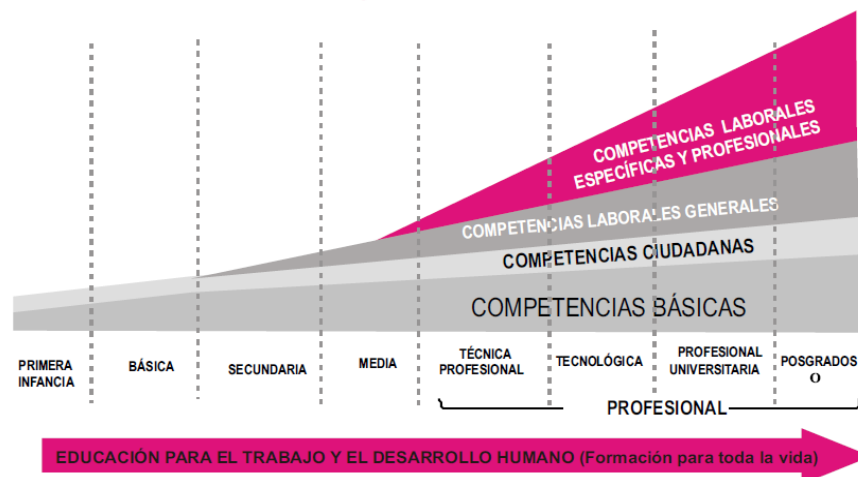 COMPETENCIAS LABORALES
ESPECÍFICAS Y PROFESIONALES
COMPETENCIAS LABORALES GENERALES
COMPETENCIAS CIUDADANAS
COMPETENCIAS BÁSICAS
PRIMERA
INFANCIA
BÁSICA
SECUNDARIA
MEDIA
TÉCNICA
PROFESIONAL
TECNOLÓGICA
PROFESIONAL
UNIVERSITARIA
POSGRADOS
O
PROFESIONAL
EDUCACIÓN PARA EL TRABAJO Y EL DESARROLLO HUMANO (Formación para toda la vida)